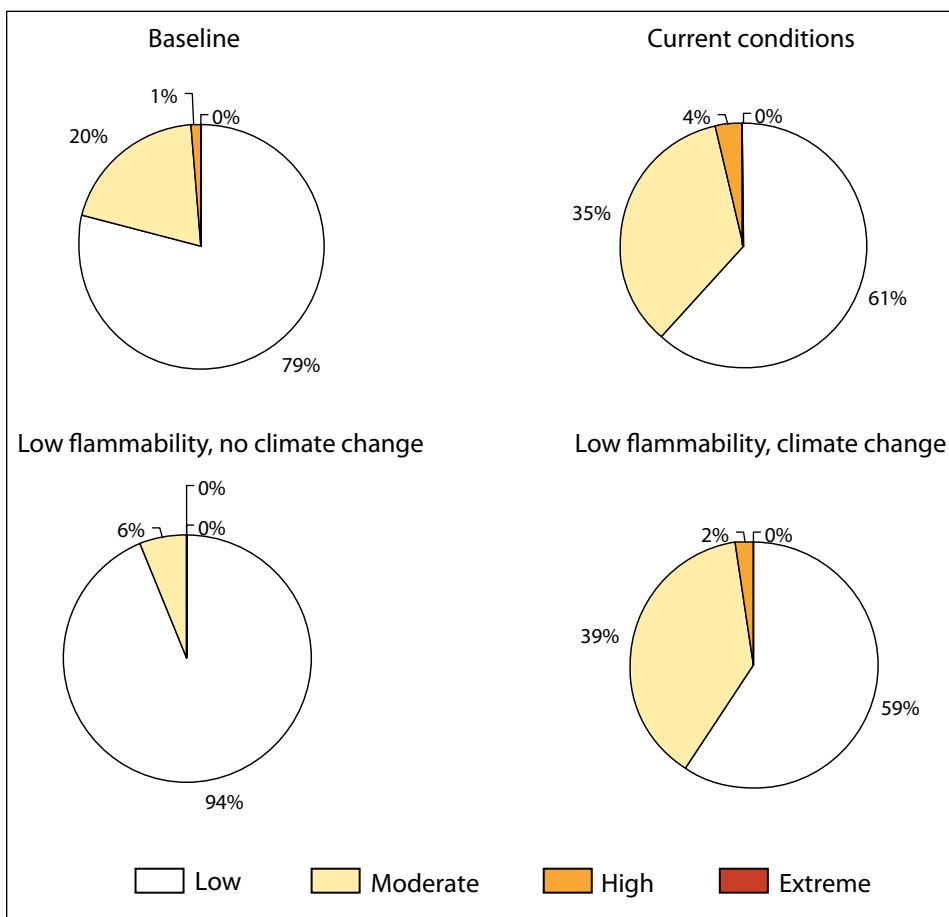 Baseline
Current conditions
1%
0%
20%
79%
4%
0%
35%
61%
Low flammability, no climate change
Low flammability, climate change
0%
6%
0%
94%
2%
0%
39%
59%
Low
Moderate
High
Extreme